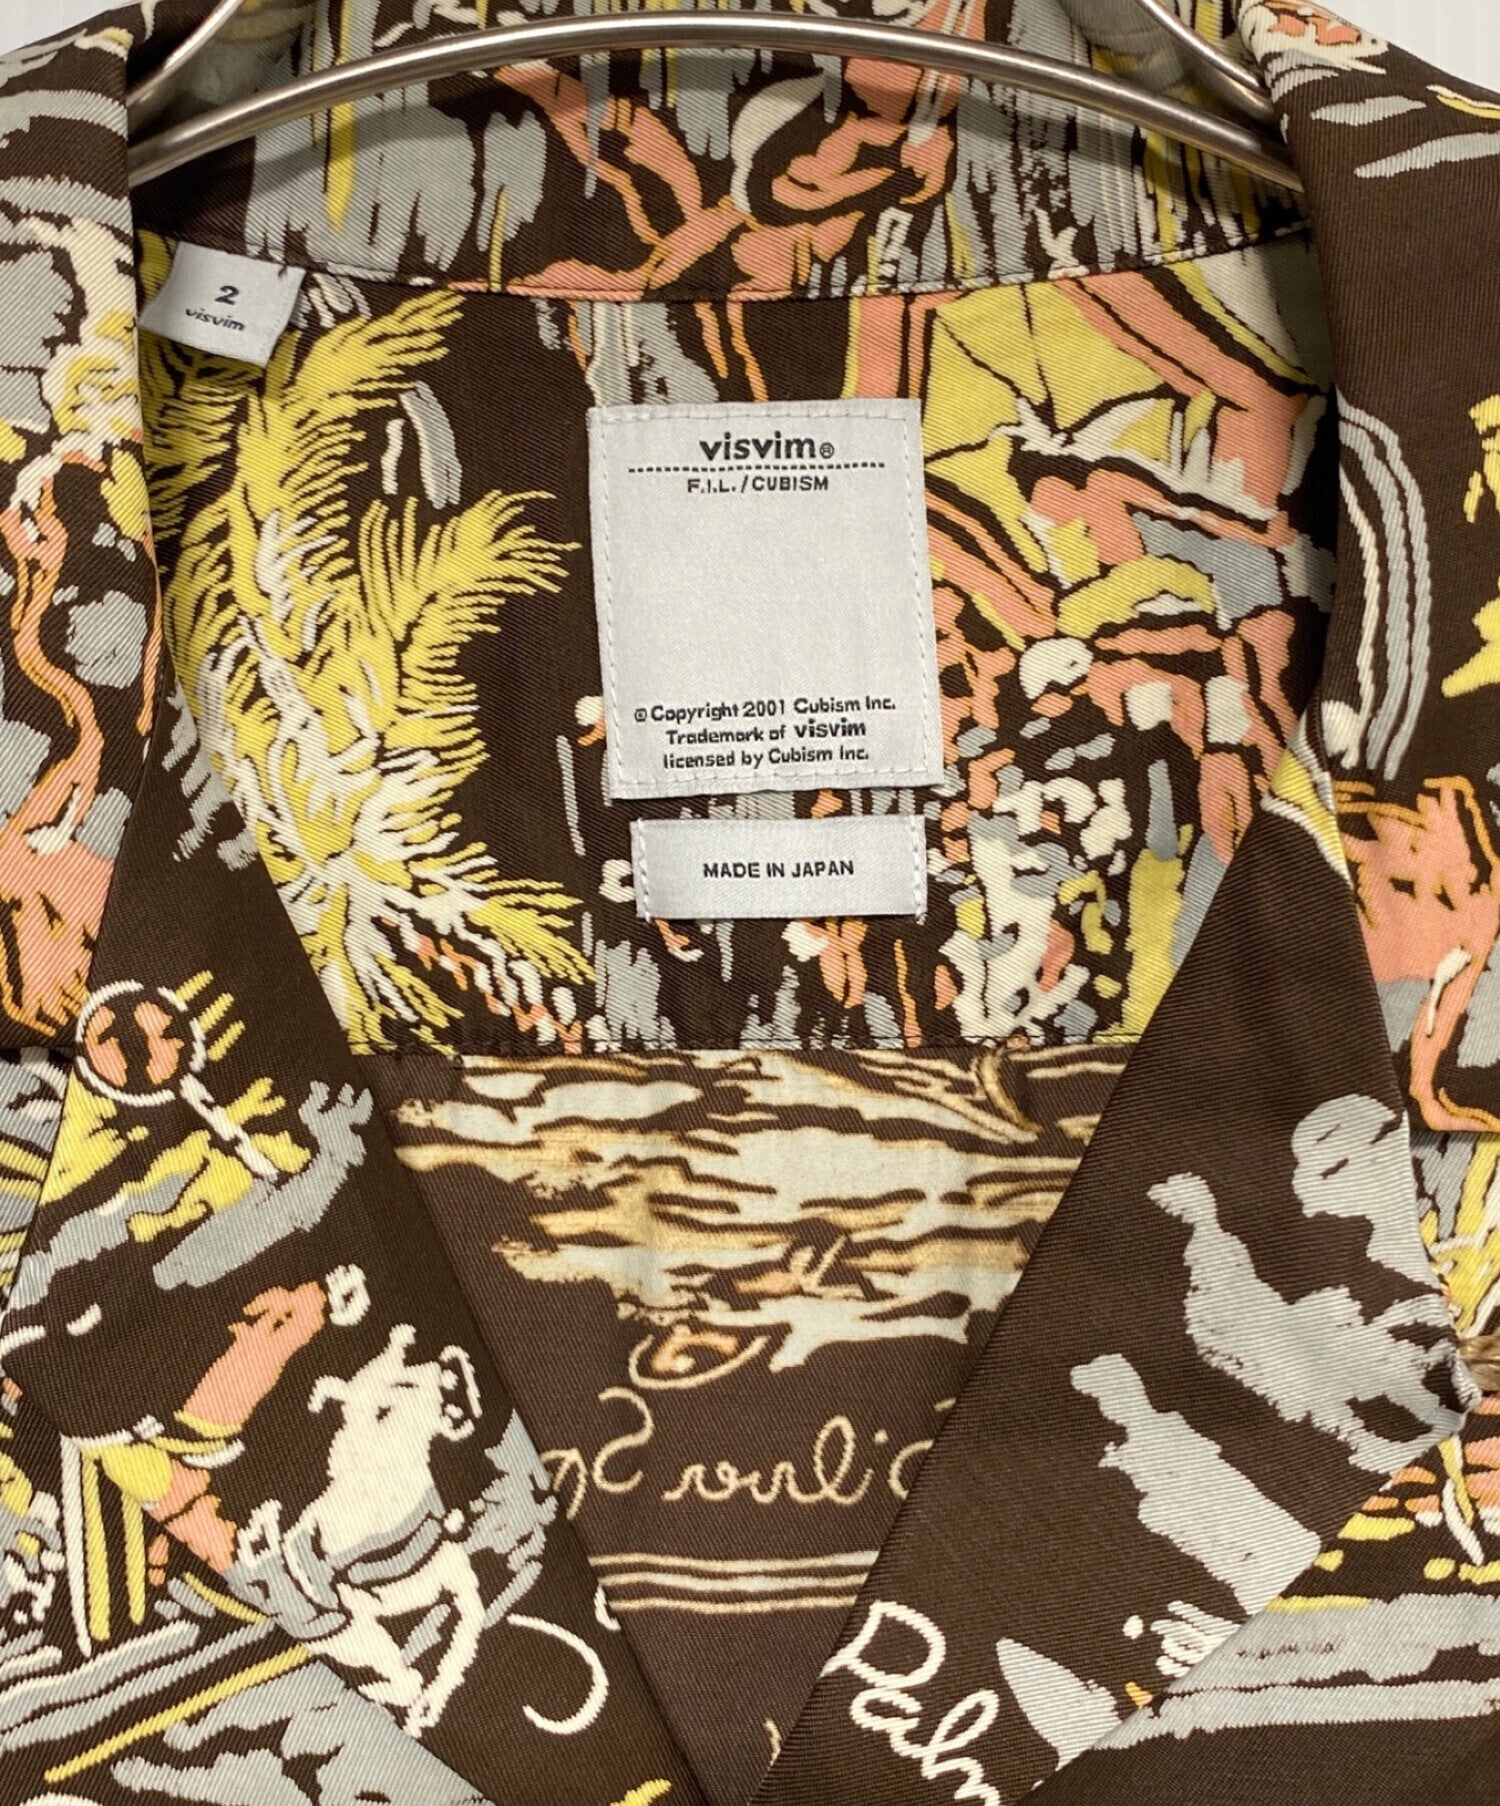 2
visvim
visvim®
F.I.L./CUBISM
© Copyright 2001 Cubism Inc.
Trademark of visvim
licensed by Cubism Inc.
MADE IN JAPAN